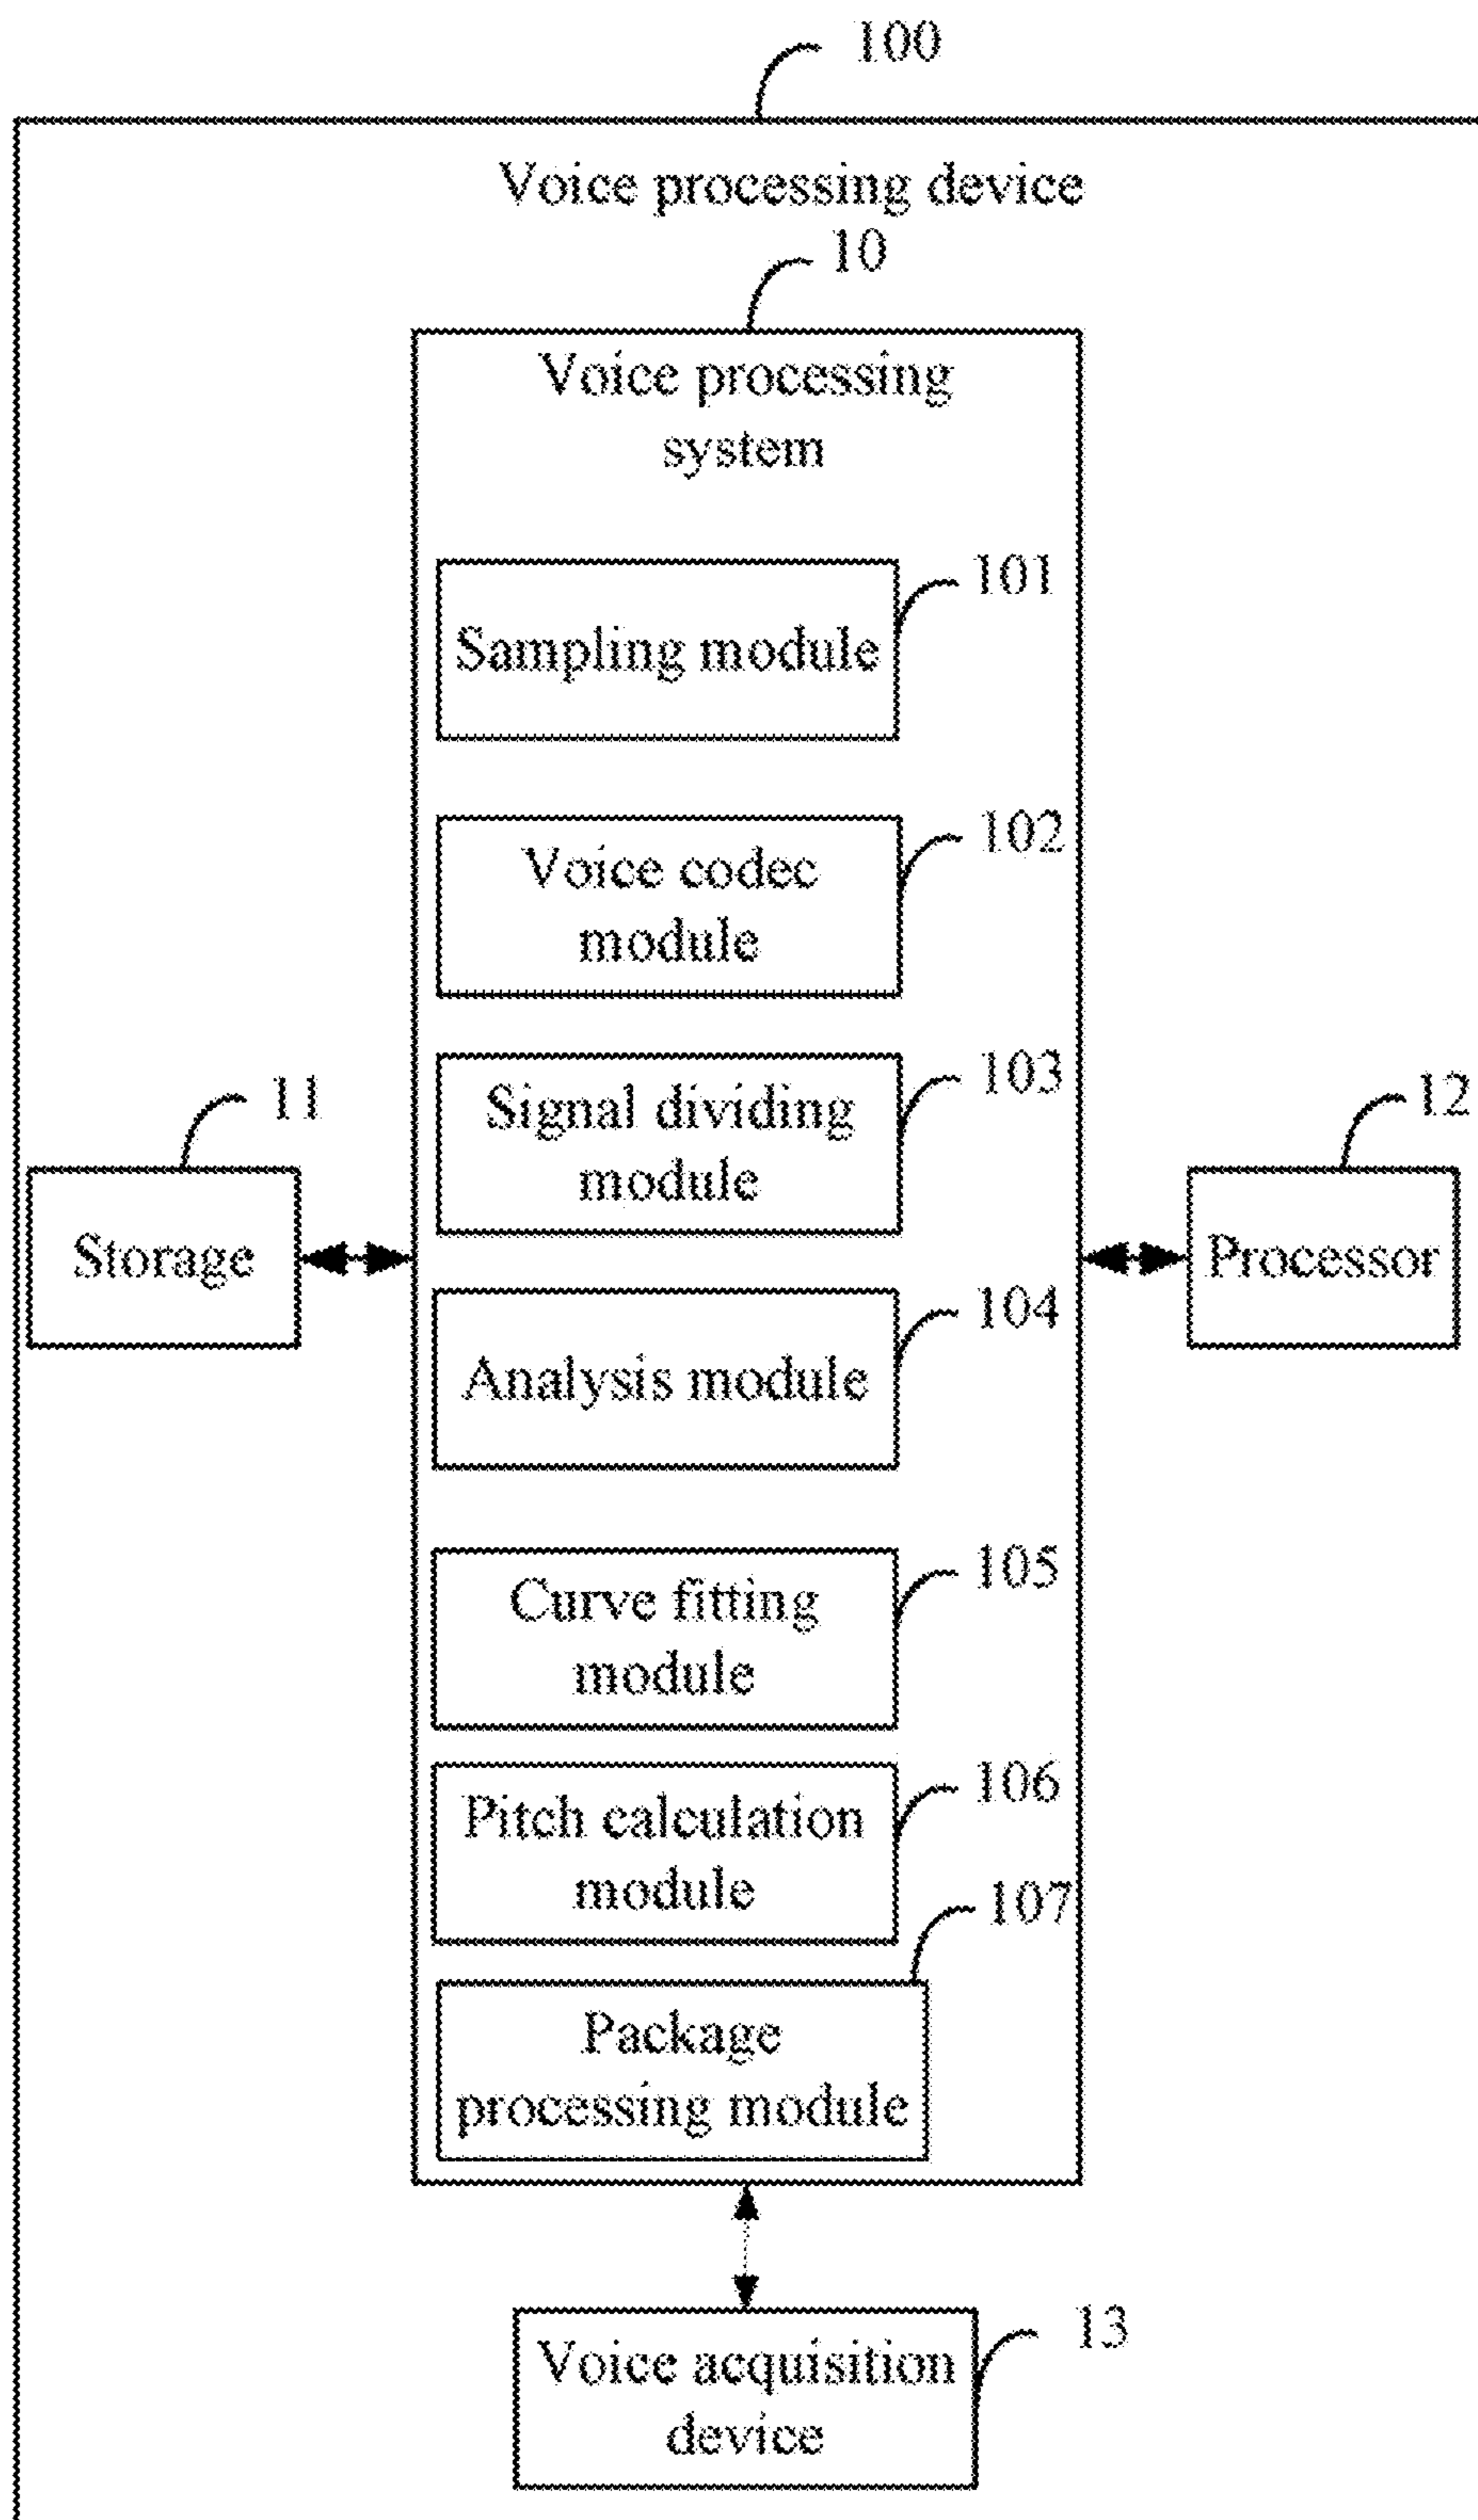 100
Voice processing device
10
Voice processing
system
101
Sampling module
102
Voice codec
module
103
Signal dividing
module
11
Storage
12
Processor
104
Analysis module
105
Curve fitting
module
106
Pitch calculation
module
107
Package
processing module
13
Voice acquisition
device